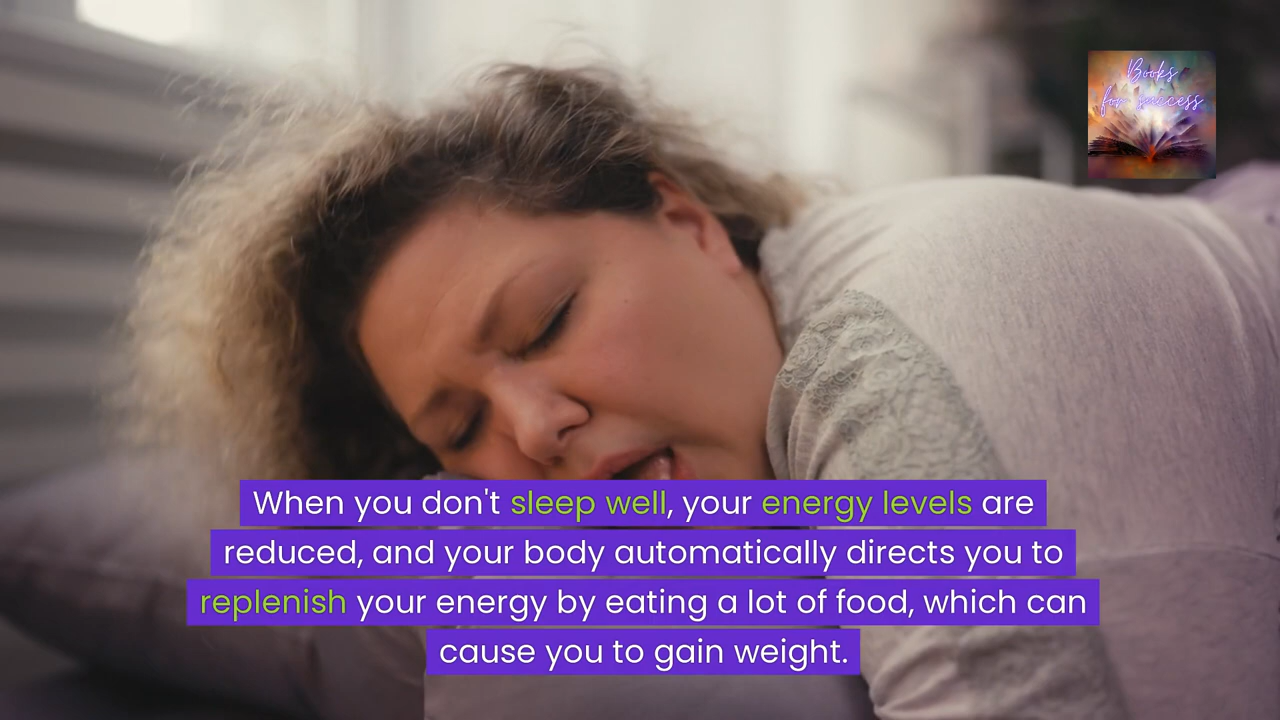 Books
for success
When you don't sleep well, your energy levels are
reduced, and your body automatically directs you to
replenish your energy by eating a lot of food, which can
cause you to gain weight.